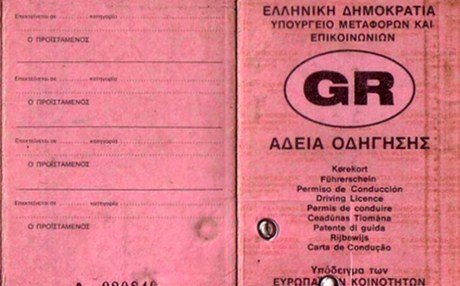 Επεκτείνεται σε ..... κατηγορία
Ο ΠΡΟΪΣΤΑΜΕΝΟΣ
Επεκτείνεται σε ..... κατηγορία
Ο ΠΡΟΪΣΤΑΜΕΝΟΣ
Επεκτείνεται σε ..... κατηγορία
Ο ΠΡΟΪΣΤΑΜΕΝΟΣ
Επεκτείνεται σε ..... κατηγορία
Ο ΠΡΟΪΣΤΑΜΕΝΟΣ
ΕΛΛΗΝΙΚΗ ΔΗΜΟΚΡΑΤΙΑ
ΥΠΟΥΡΓΕΙΟ ΜΕΤΑΦΟΡΩΝ ΚΑΙ
ΕΠΙΚΟΙΝΩΝΙΩΝ
GR
ΑΔΕΙΑ ΟΔΗΓΗΣΗΣ
Kørekort
Führerschein
Permiso de Conducción
Driving Licence
Permis de conduire
Ceadúnas Tiomána
Patente di guida
Rijbewijs
Carta de Condução
Υπόδειγμα των
ΕΥΡΩΠΑΪΚΩΝ ΚΟΙΝΟΤΗΤΩΝ